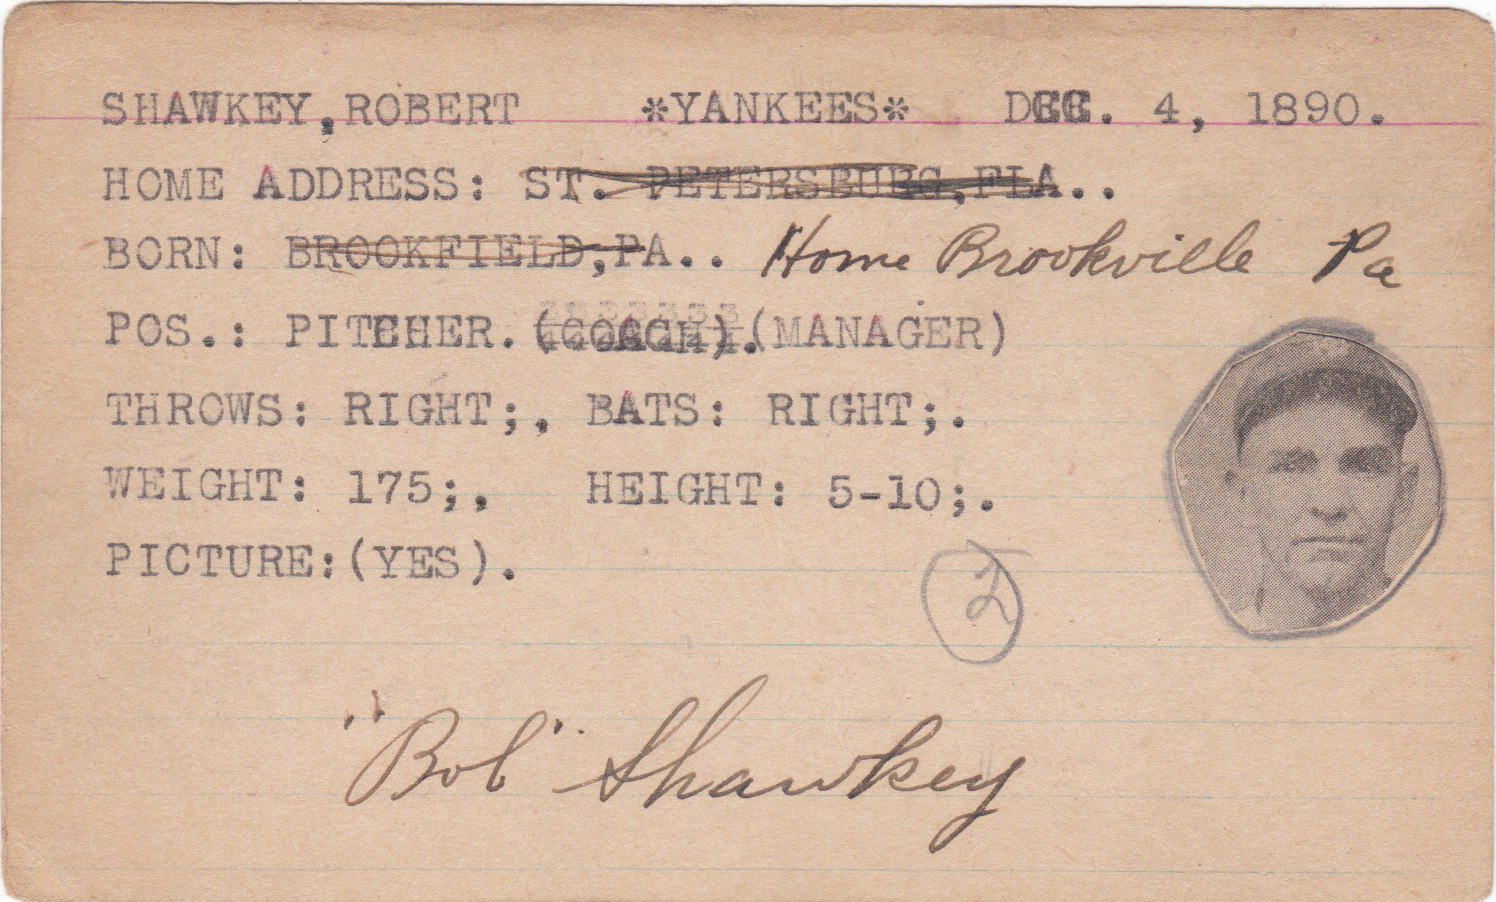 SHAWKEY,ROBERT *YANKEES* DEC. 4, 1890.
HOME ADDRESS: ST. PETERSBURG,FLA..
BORN: BROOKFIELD,PA.. Home Brookville Pa
POS.: PITCHER. (COACH).(MANAGER)
THROWS: RIGHT;, BATS: RIGHT;.
WEIGHT: 175;, HEIGHT: 5-10;.
PICTURE:(YES).
"Bob" Shawkey